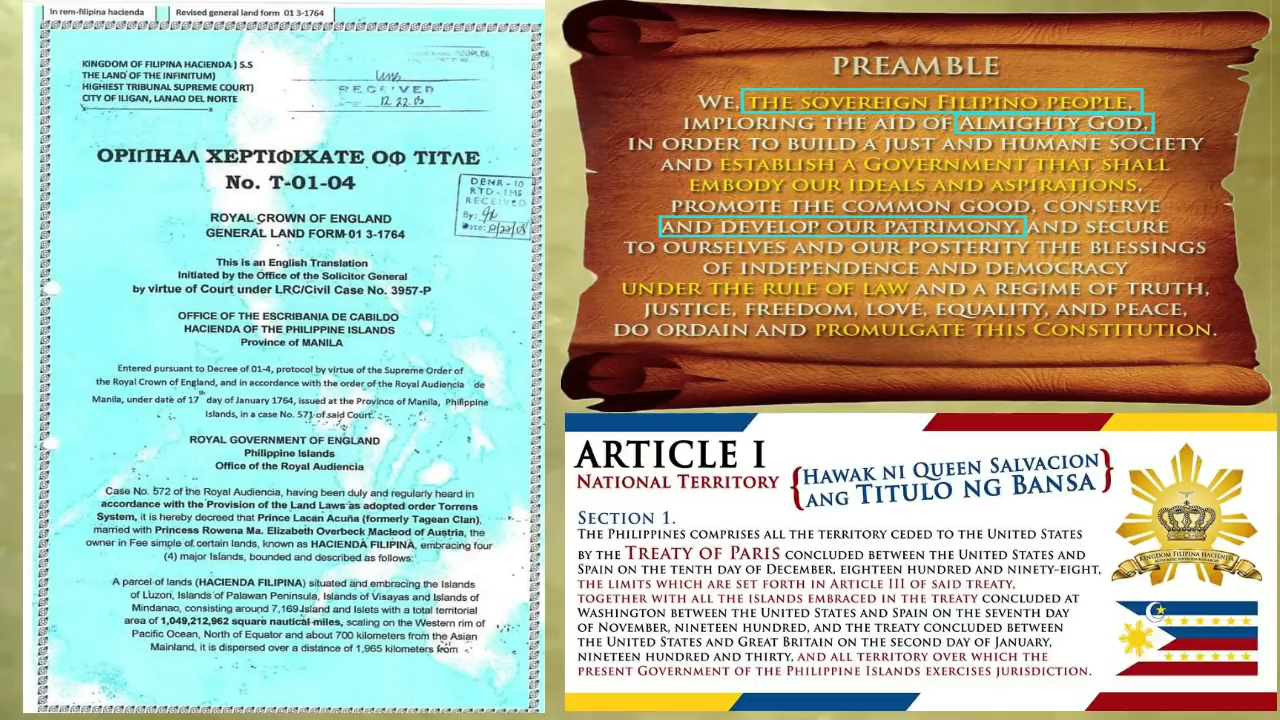 In rem-filipina hacienda
Revised general land form 01 3-1764
KINGDOM OF FILIPINA HACIENDA ) S.S
THE LAND OF THE INFINITUM)
HIGHEST TRIBUNAL SUPREME COURT)
CITY OF ILIGAN, LANAO DEL NORTE
RECEIVED
12.22.05
ΟΡΙΓΙΗΑΛ ΧΕΡΤΙΦΙΧΑΤΕ ΟΦ ΤΙΤΛΕ
No. T-01-04
DENR-10
RECEIVED
By:
Date:
ROYAL CROWN OF ENGLAND
GENERAL LAND FORM-01 3-1764
This is an English Translation
Initiated by the Office of the Solicitor General
by virtue of Court under LRC/Civil Case No. 3957-P
OFFICE OF THE ESCRIBANIA DE CABILDO
HACIENDA OF THE PHILIPPINE ISLANDS
Province of MANILA
Entered pursuant to Decree of 01-4, protocol by virtue of the Supreme Order of
the Royal Crown of England, and in accordance with the order of the Royal Audiencia de
Manila, under date of 17th day of January 1764, issued at the Province of Manila, Philippine
Islands, in a case No. 571 of said Court.
ROYAL GOVERNMENT OF ENGLAND
Philippine Islands
Office of the Royal Audiencia
Case No. 572 of the Royal Audiencia, having been duly and regularly heard in
accordance with the Provision of the Land Laws as adopted order Torrens
System, it is hereby decreed that Prince Lacan Acuña (formerly Tagean Clan),
married with Princess Rowena Ma. Elizabeth Overbeck Macleod of Austria, the
owner in Fee simple of certain lands, known as HACIENDA FILIPINA, embracing four
(4) major Islands, bounded and described as follows:
A parcel of lands (HACIENDA FILIPINA) situated and embracing the Islands
of Luzon, Islands of Palawan Peninsula, Islands of Visayas and Islands of
Mindanao, consisting around 7,169 Island and Islets with a total territorial
area of 1,049,212,962 square nautical miles, scaling on the Western rim of
Pacific Ocean, North of Equator and about 700 kilometers from the Asian
Mainland, it is dispersed over a distance of 1,965 kilometers from
PREAMBLE
WE, THE SOVEREIGN FILIPINO PEOPLE,
IMPLORING THE AID OF ALMIGHTY GOD,
IN ORDER TO BUILD A JUST AND HUMANE SOCIETY
AND ESTABLISH A GOVERNMENT THAT SHALL
EMBODY OUR IDEALS AND ASPIRATIONS,
PROMOTE THE COMMON GOOD, CONSERVE
AND DEVELOP OUR PATRIMONY, AND SECURE
TO OURSELVES AND OUR POSTERITY THE BLESSINGS
OF INDEPENDENCE AND DEMOCRACY
UNDER THE RULE OF LAW AND A REGIME OF TRUTH,
JUSTICE, FREEDOM, LOVE, EQUALITY, AND PEACE,
DO ORDAIN AND PROMULGATE THIS CONSTITUTION.
ARTICLE I
NATIONAL TERRITORY
{HAWAK NI QUEEN SALVACION
ANG TITULO NG BANSA}
SECTION 1.
THE PHILIPPINES COMPRISES ALL THE TERRITORY CEDED TO THE UNITED STATES
BY THE TREATY OF PARIS CONCLUDED BETWEEN THE UNITED STATES AND
SPAIN ON THE TENTH DAY OF DECEMBER, EIGHTEEN HUNDRED AND NINETY-EIGHT,
THE LIMITS WHICH ARE SET FORTH IN ARTICLE III OF SAID TREATY,
TOGETHER WITH ALL THE ISLANDS EMBRACED IN THE TREATY CONCLUDED AT
WASHINGTON BETWEEN THE UNITED STATES AND SPAIN ON THE SEVENTH DAY
OF NOVEMBER, NINETEEN HUNDRED, AND THE TREATY CONCLUDED BETWEEN
THE UNITED STATES AND GREAT BRITAIN ON THE SECOND DAY OF JANUARY,
NINETEEN HUNDRED AND THIRTY, AND ALL TERRITORY OVER WHICH THE
PRESENT GOVERNMENT OF THE PHILIPPINE ISLANDS EXERCISES JURISDICTION.
KINGDOM FILIPINA HACIENDA